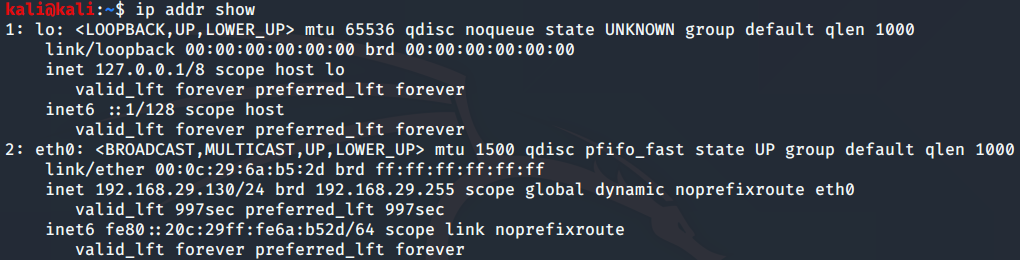 kali@kali:~$ ip addr show
1: lo: <LOOPBACK,UP,LOWER_UP> mtu 65536 qdisc noqueue state UNKNOWN group default qlen 1000
link/loopback 00:00:00:00:00:00 brd 00:00:00:00:00:00
inet 127.0.0.1/8 scope host lo
valid_lft forever preferred_lft forever
inet6 ::1/128 scope host
valid_lft forever preferred_lft forever
2: eth0: <BROADCAST,MULTICAST,UP,LOWER_UP> mtu 1500 qdisc pfifo_fast state UP group default qlen 1000
link/ether 00:0c:29:6a:b5:2d brd ff:ff:ff:ff:ff:ff
inet 192.168.29.130/24 brd 192.168.29.255 scope global dynamic noprefixroute eth0
valid_lft 997sec preferred_lft 997sec
inet6 fe80::20c:29ff:fe6a:b52d/64 scope link noprefixroute
valid_lft forever preferred_lft forever